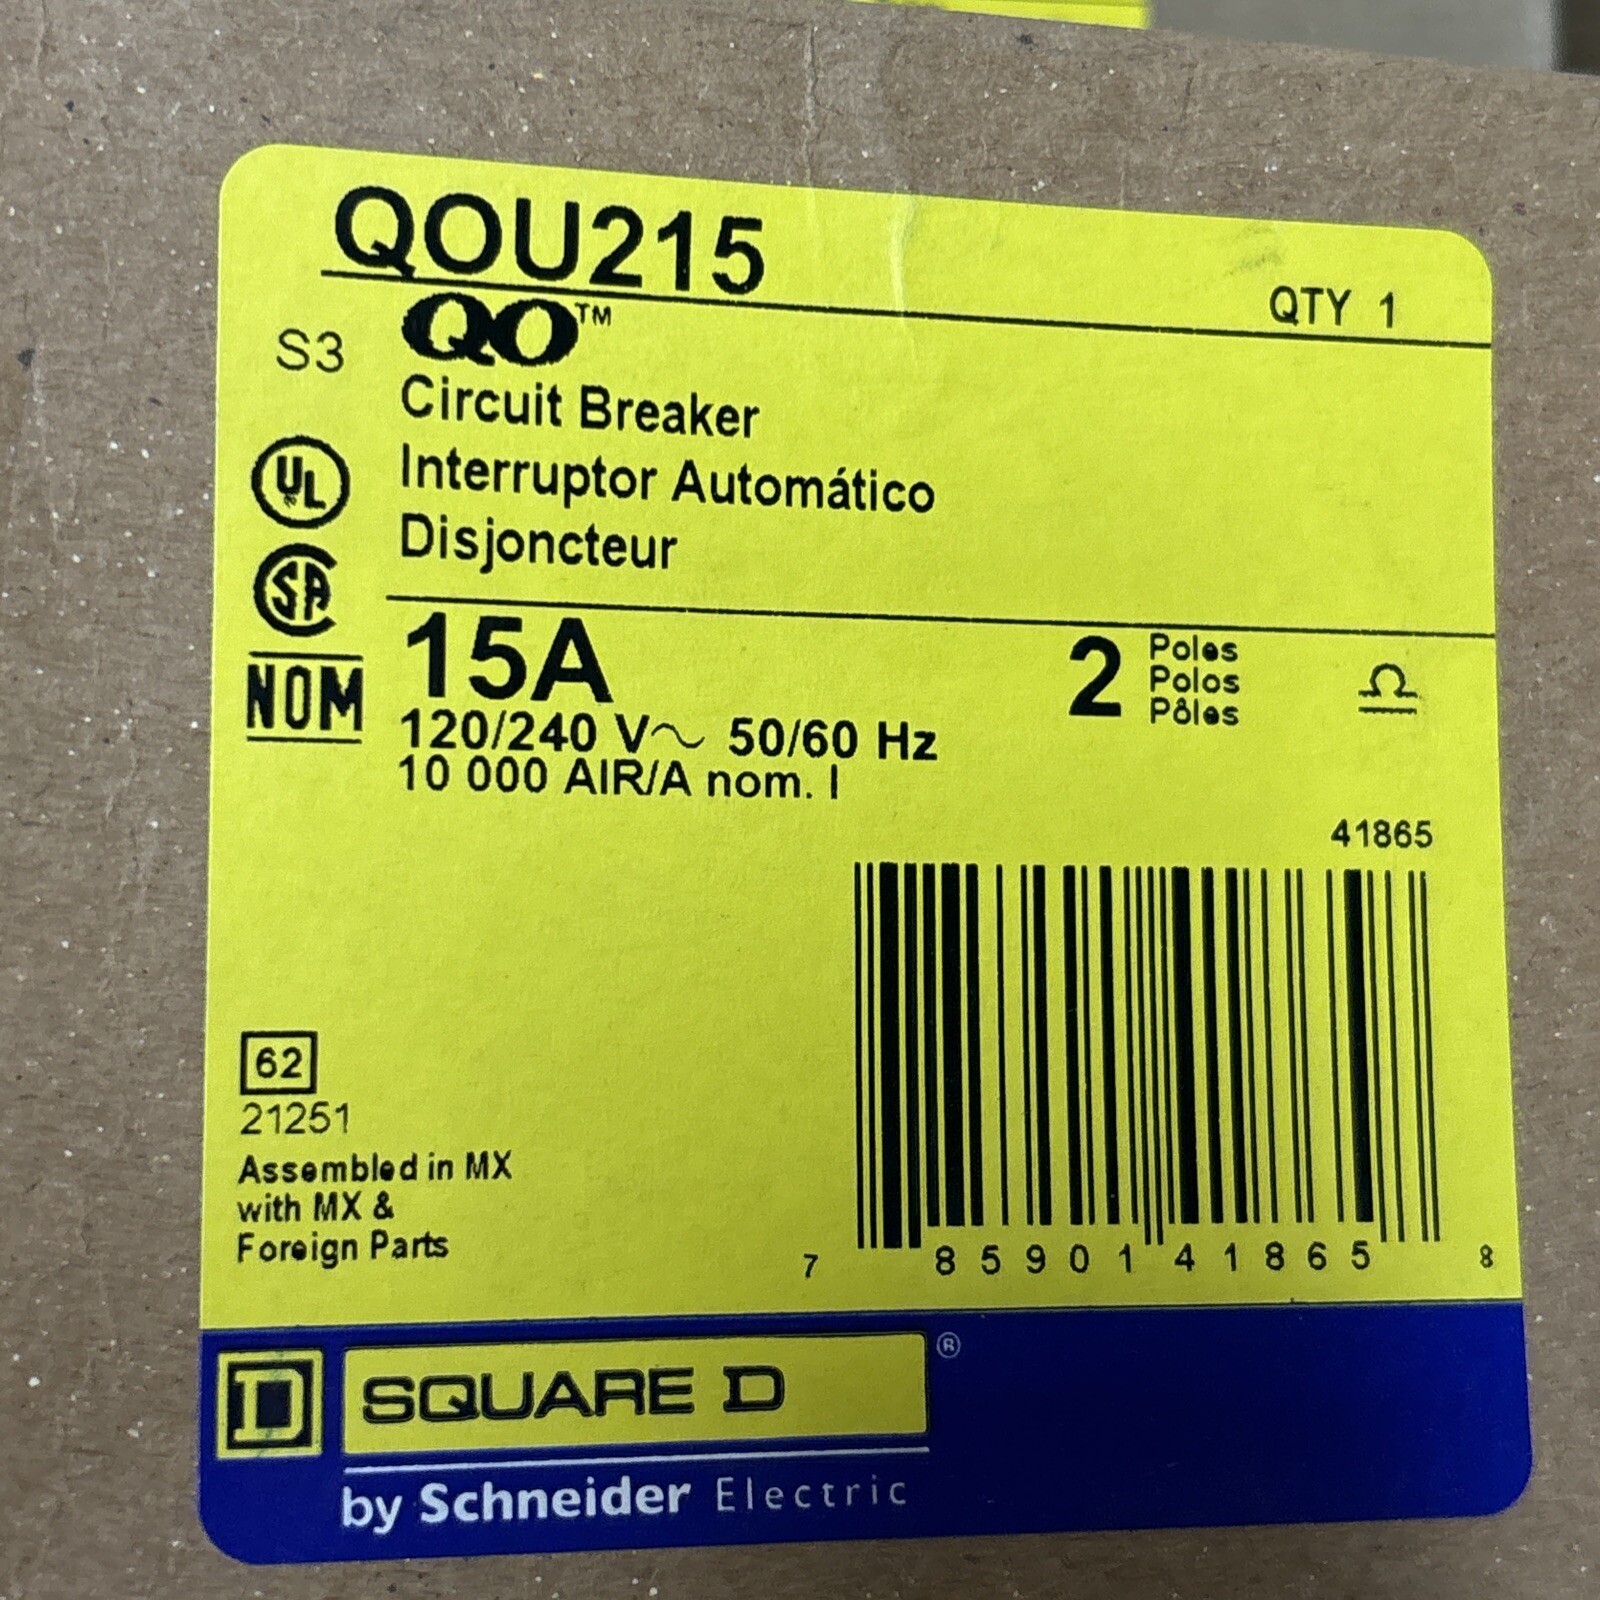 QOU215
QTY 1
S3
QO™
Circuit Breaker
Interruptor Automático
Disjoncteur
UL
SA
NOM
15A
2 Poles
Polos
Pôles
120/240 V~ 50/60 Hz
10 000 AIR/A nom. I
41865
62
21251
Assembled in MX
with MX &
Foreign Parts
7 85901 41865 8
D SQUARE D ®
by Schneider Electric